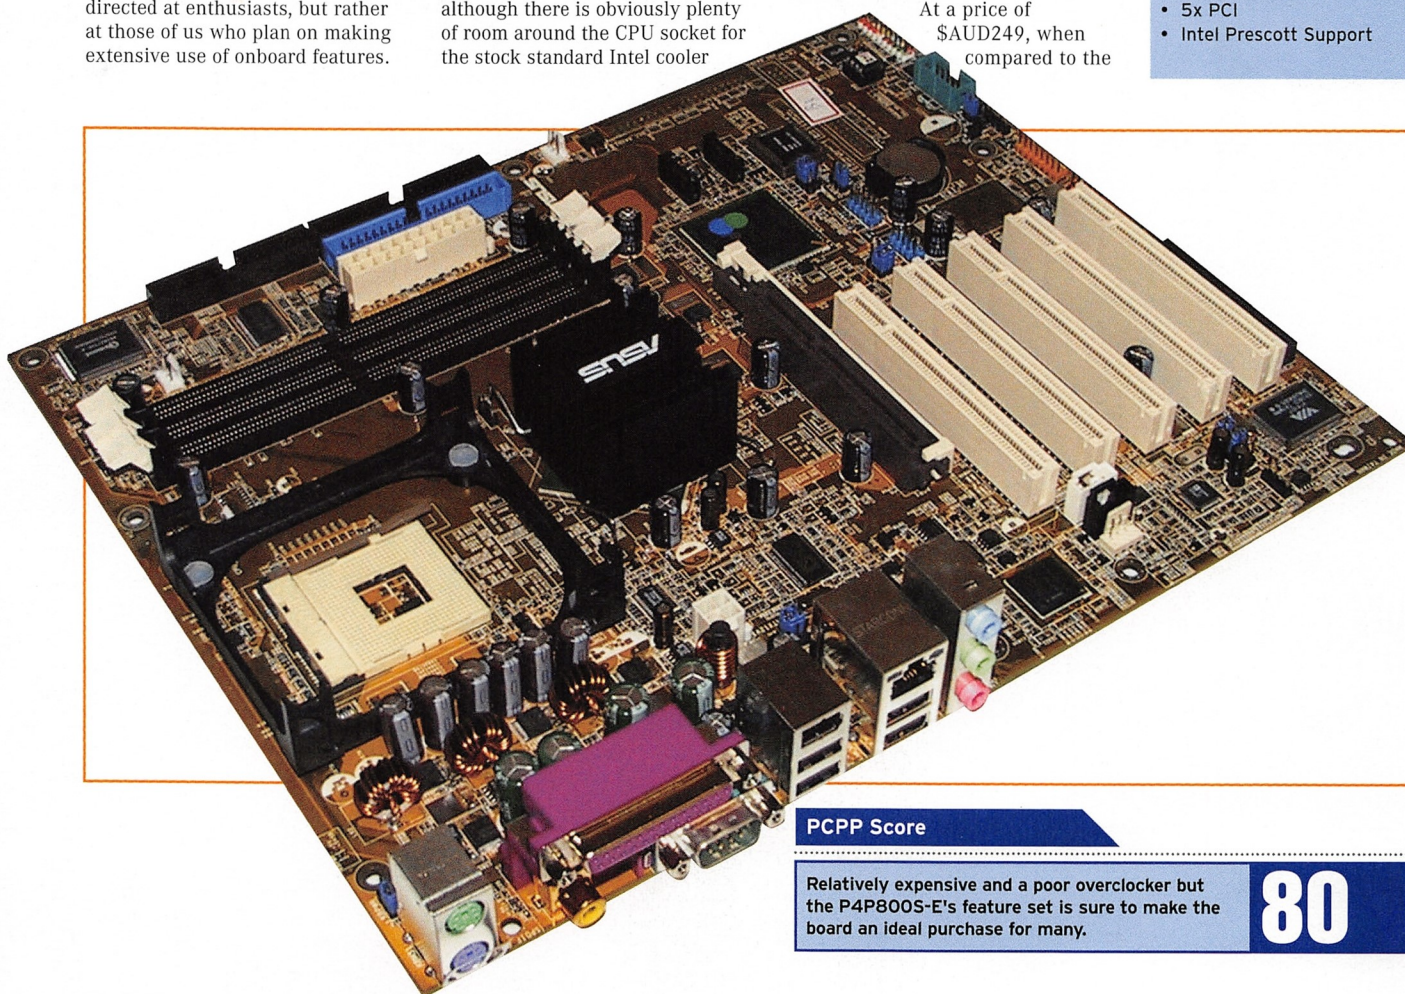 directed at enthusiasts, but rather
at those of us who plan on making
extensive use of onboard features.
although there is obviously plenty
of room around the CPU socket for
the stock standard Intel cooler
At a price of
$AUD249, when
compared to the
• 5x PCI
• Intel Prescott Support
ASUS
VIA
STARCON
PCPP Score
Relatively expensive and a poor overclocker but
the P4P800S-E's feature set is sure to make the
board an ideal purchase for many.
80